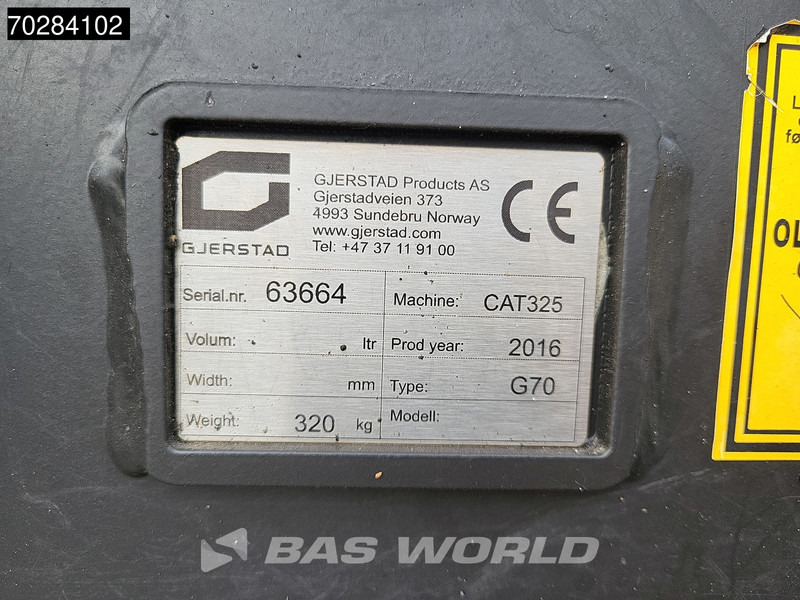 70284102
GJERSTAD
GJERSTAD Products AS
Gjerstadveien 373
4993 Sundebru Norway
www.gjerstad.com
Tel: +47 37 11 91 00
CE
Serial.nr. 63664
Machine: CAT325
Volum: ltr
Prod year: 2016
Width: mm
Type: G70
Weight: 320 kg
Modell:
BAS WORLD